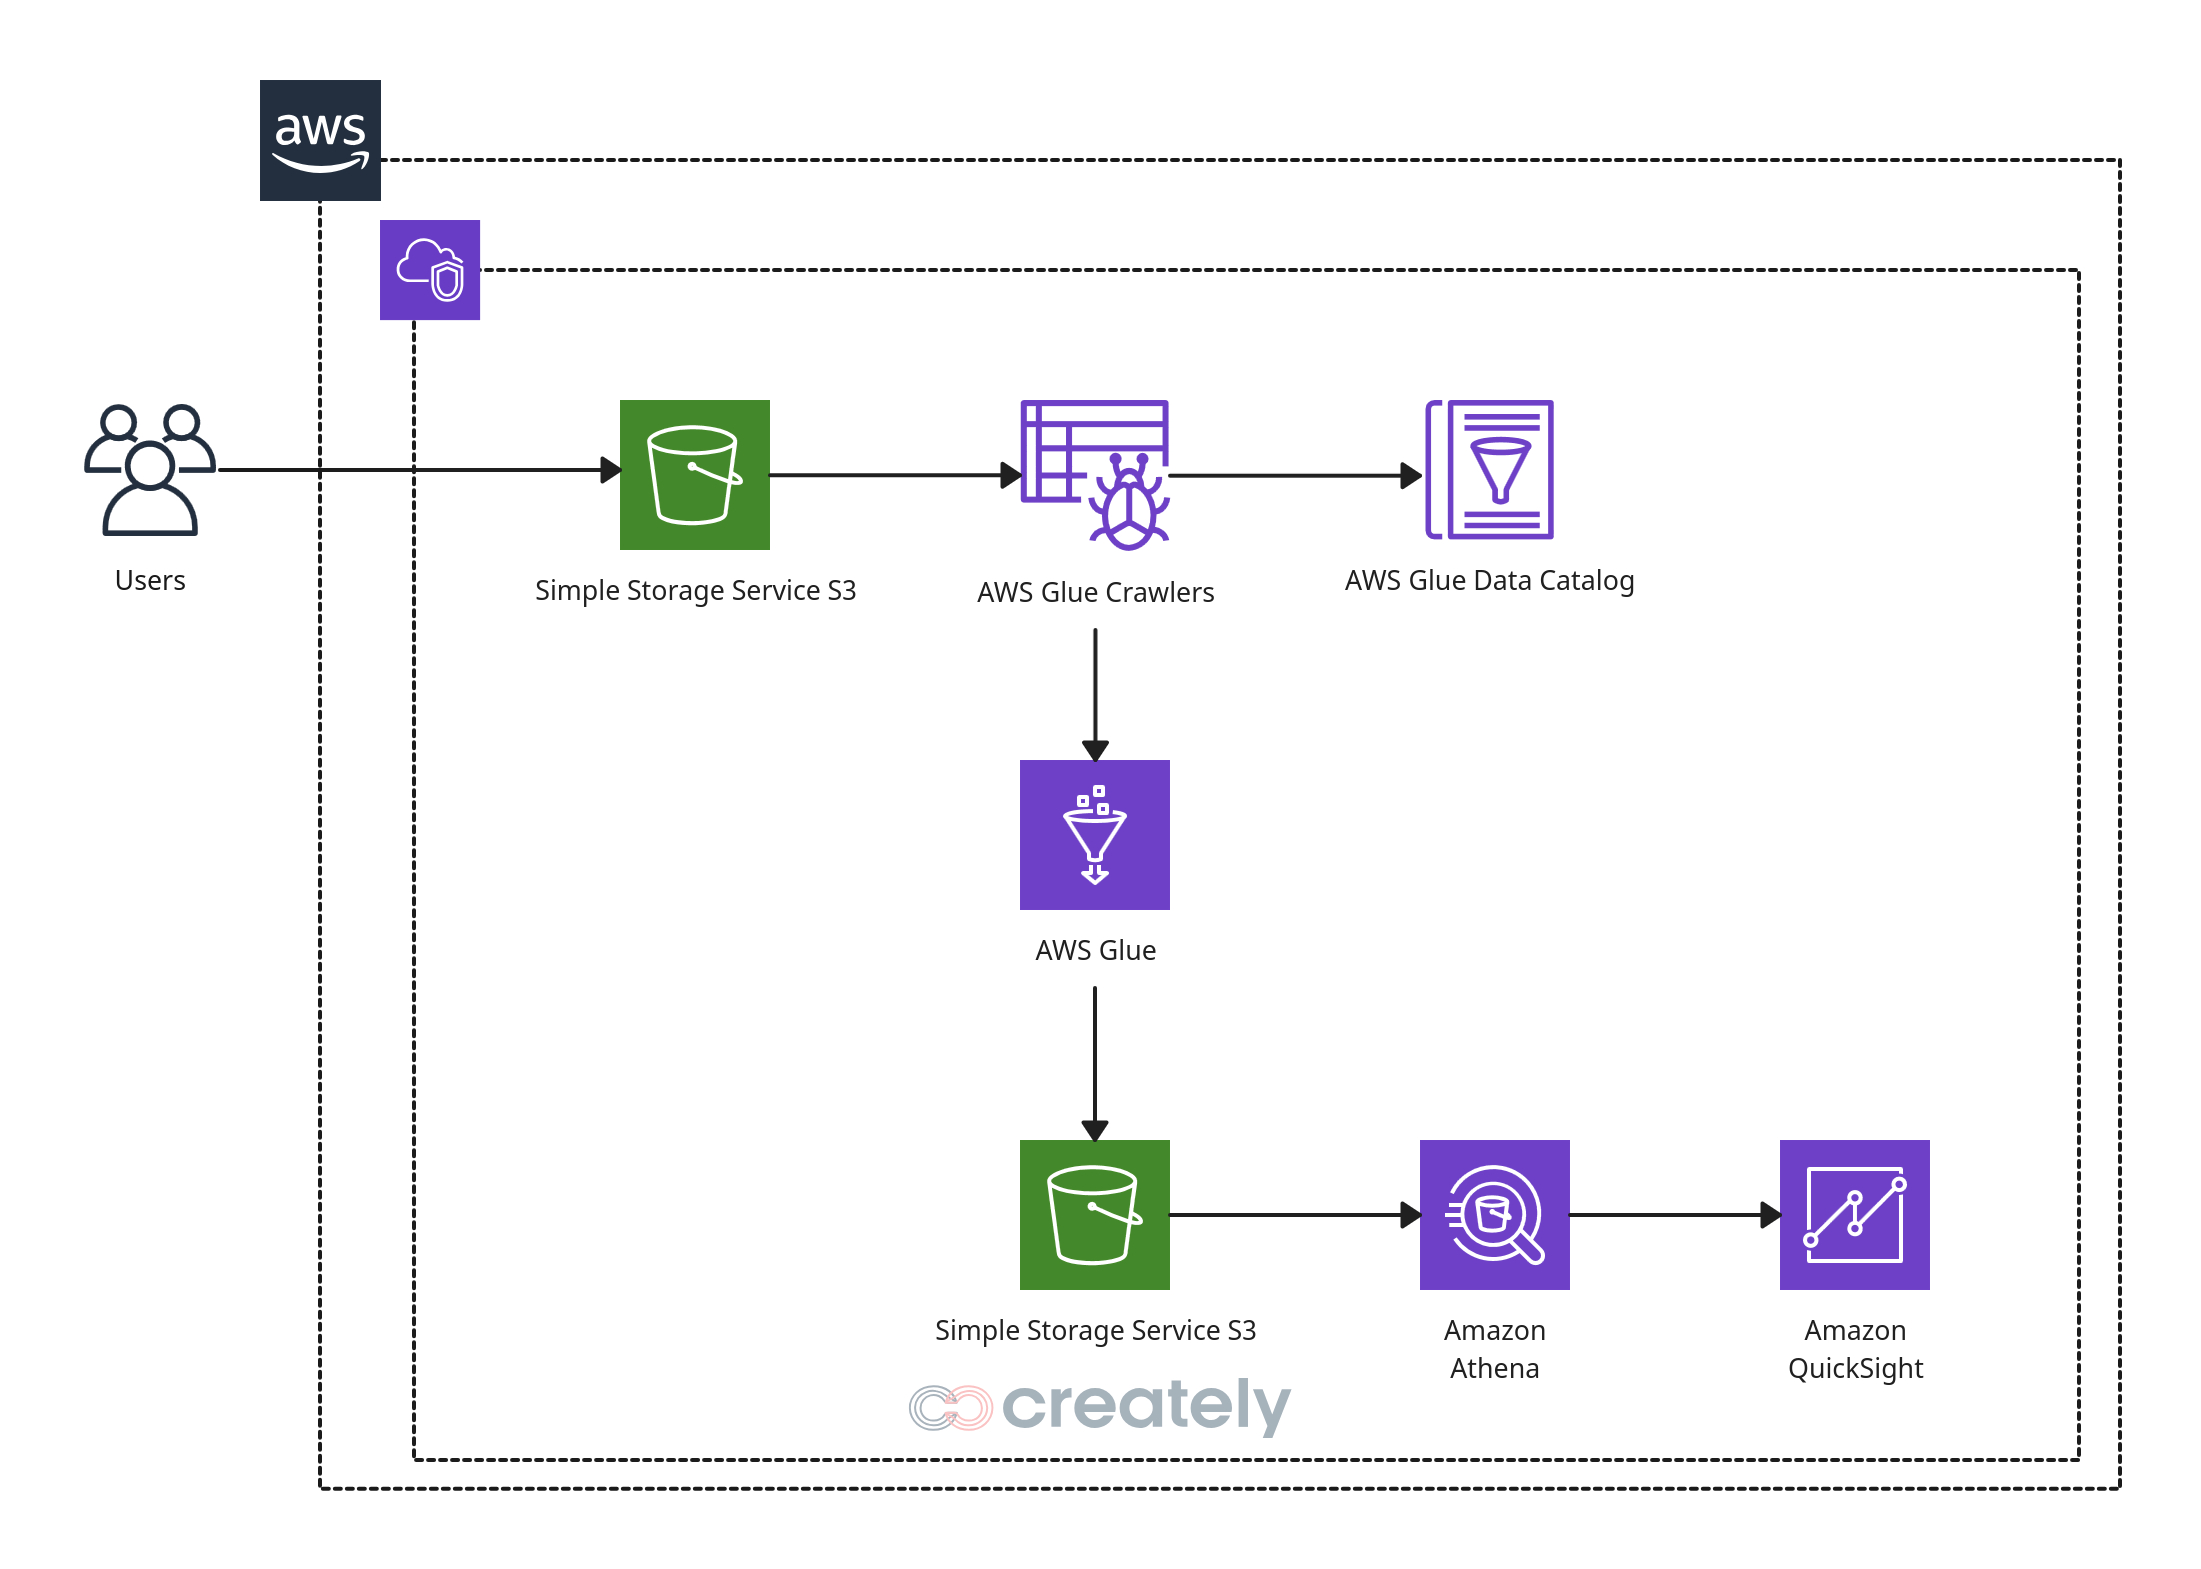 aws
Users
Simple Storage Service S3
AWS Glue Crawlers
AWS Glue Data Catalog
AWS Glue
Simple Storage Service S3
Amazon
Athena
Amazon
QuickSight
creately